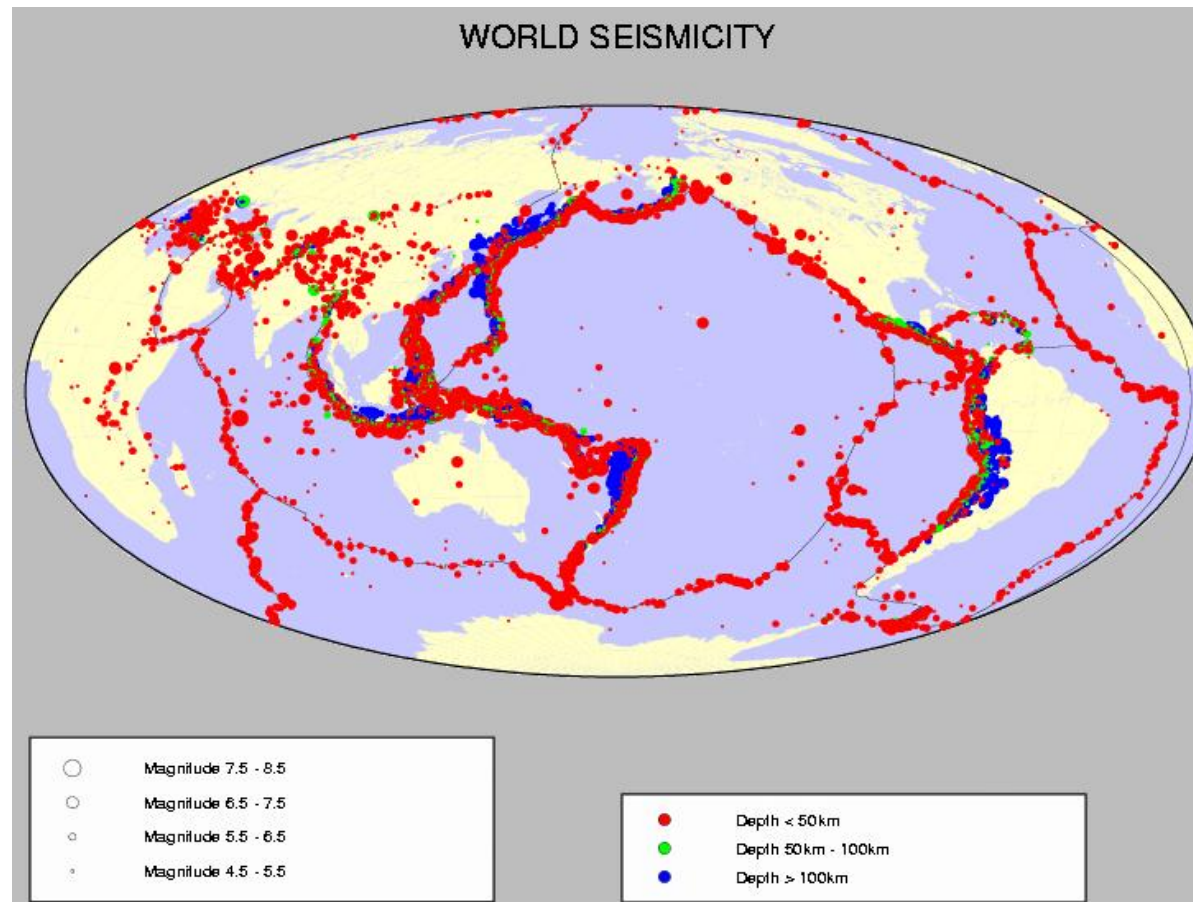 WORLD SEISMICITY
Magnitude 7.5 - 8.5
Magnitude 6.5 - 7.5
Magnitude 5.5 - 6.5
Magnitude 4.5 - 5.5
Depth < 50km
Depth 50km - 100km
Depth > 100km